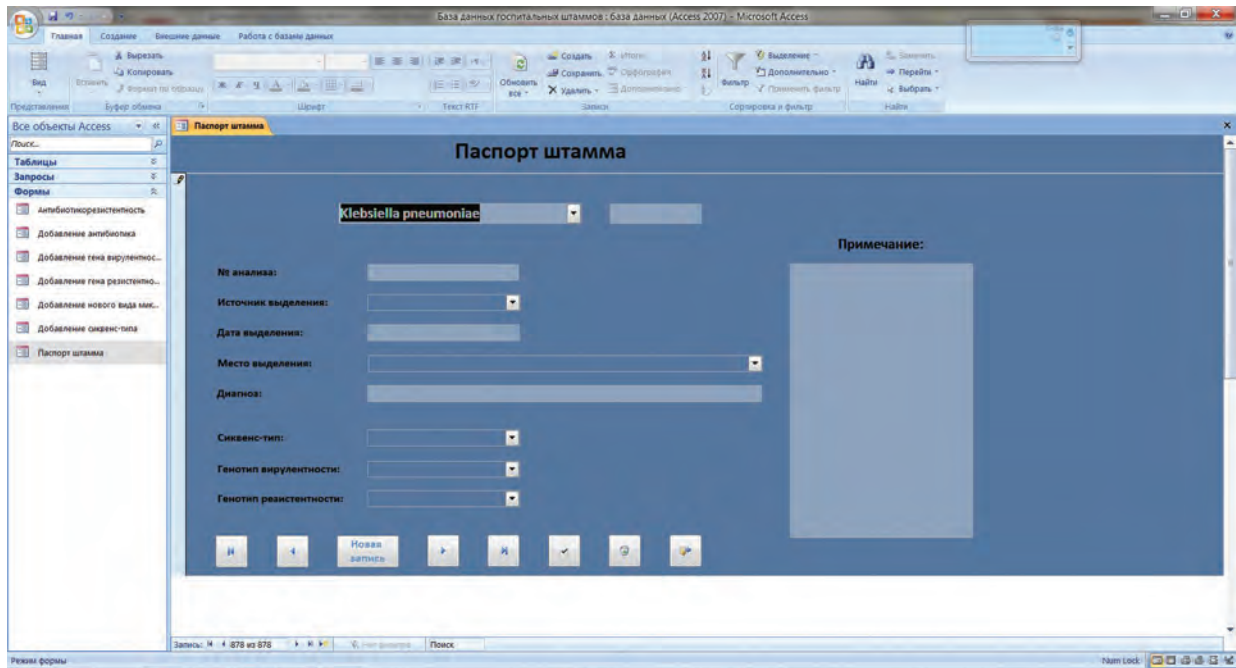 База данных госпитальных штаммов : база данных (Access 2007) - Microsoft Access
Главная Создание Внешние данные Работа с базами данных
Вид
Вставить
Вырезать
Копировать
Формат по образцу
Обновить все
Создать
Сохранить
Удалить
Итоги
Орфография
Дополнительно
Фильтр
Выделение
Дополнительно
Применить фильтр
Найти
Заменить
Перейти
Выбрать
Представления Буфер обмена Шрифт Текст RTF Записи Сортировка и фильтр Найти
Все объекты Access
Поиск...
Таблицы
Запросы
Формы
Антибиотикорезистентность
Добавление антибиотика
Добавление гена вирулентнос...
Добавление гена резистентно...
Добавление нового вида мик...
Добавление сиквенс-типа
Паспорт штамма
Паспорт штамма
Паспорт штамма
Klebsiella pneumoniae
Примечание:
№ анализа:
Источник выделения:
Дата выделения:
Место выделения:
Диагноз:
Сиквенс-тип:
Генотип вирулентности:
Генотип резистентности:
Новая
запись
Запись: 878 из 878 Нет фильтра Поиск
Режим формы Num Lock